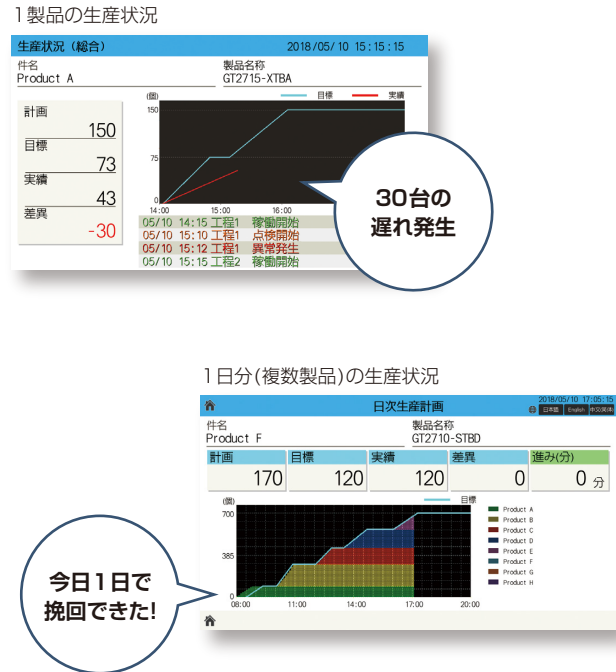 1製品の生産状況
生産状況（総合） 2018/05/10 15:15:15
件名 製品名称
Product A GT2715-XTBA
計画
150
目標
73
実績
43
差異
-30
(個) 目標 実績
150
75
0
14:00 15:00 16:00
05/10 14:15 工程1 稼働開始
05/10 15:10 工程1 点検開始
05/10 15:12 工程1 異常発生
05/10 15:15 工程2 稼働開始
30台の
遅れ発生
1日分(複数製品)の生産状況
日次生産計画 2018/05/10 17:05:15
日本語 English 中文(简体)
件名 製品名称
Product F GT2710-STBD
計画 目標 実績 差異 進み(分)
170 120 120 0 0 分
(個) 目標
700
385
0
08:00 11:00 14:00 17:00 20:00
Product A
Product B
Product C
Product D
Product E
Product F
Product G
Product H
今日1日で
挽回できた!